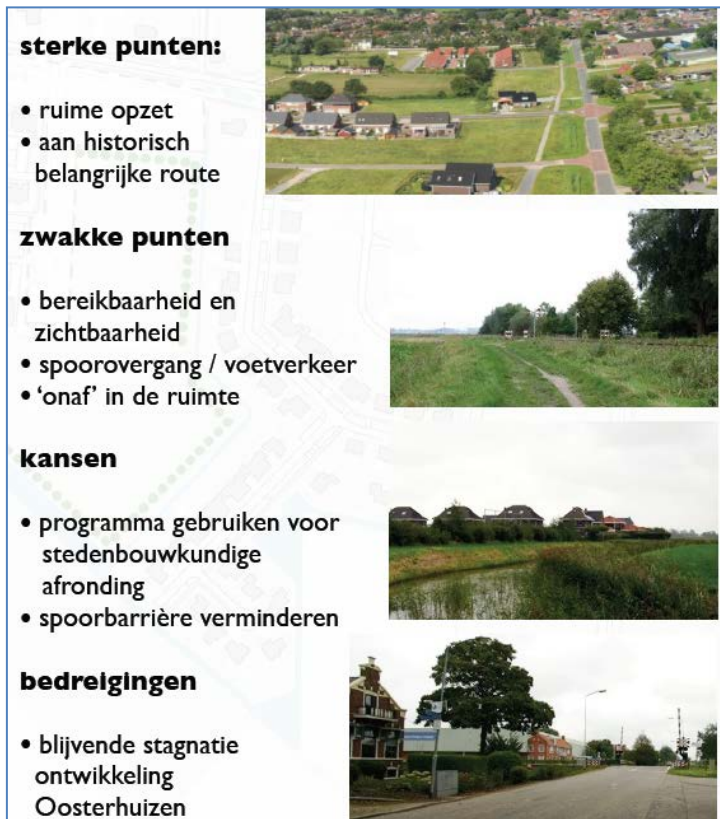 sterke punten:
• ruime opzet
• aan historisch
belangrijke route
zwakke punten
• bereikbaarheid en
zichtbaarheid
• spoorovergang / voetverkeer
• ‘onaf’ in de ruimte
kansen
• programma gebruiken voor
stedenbouwkundige
afronding
• spoorbarrière verminderen
bedreigingen
• blijvende stagnatie
ontwikkeling
Oosterhuizen